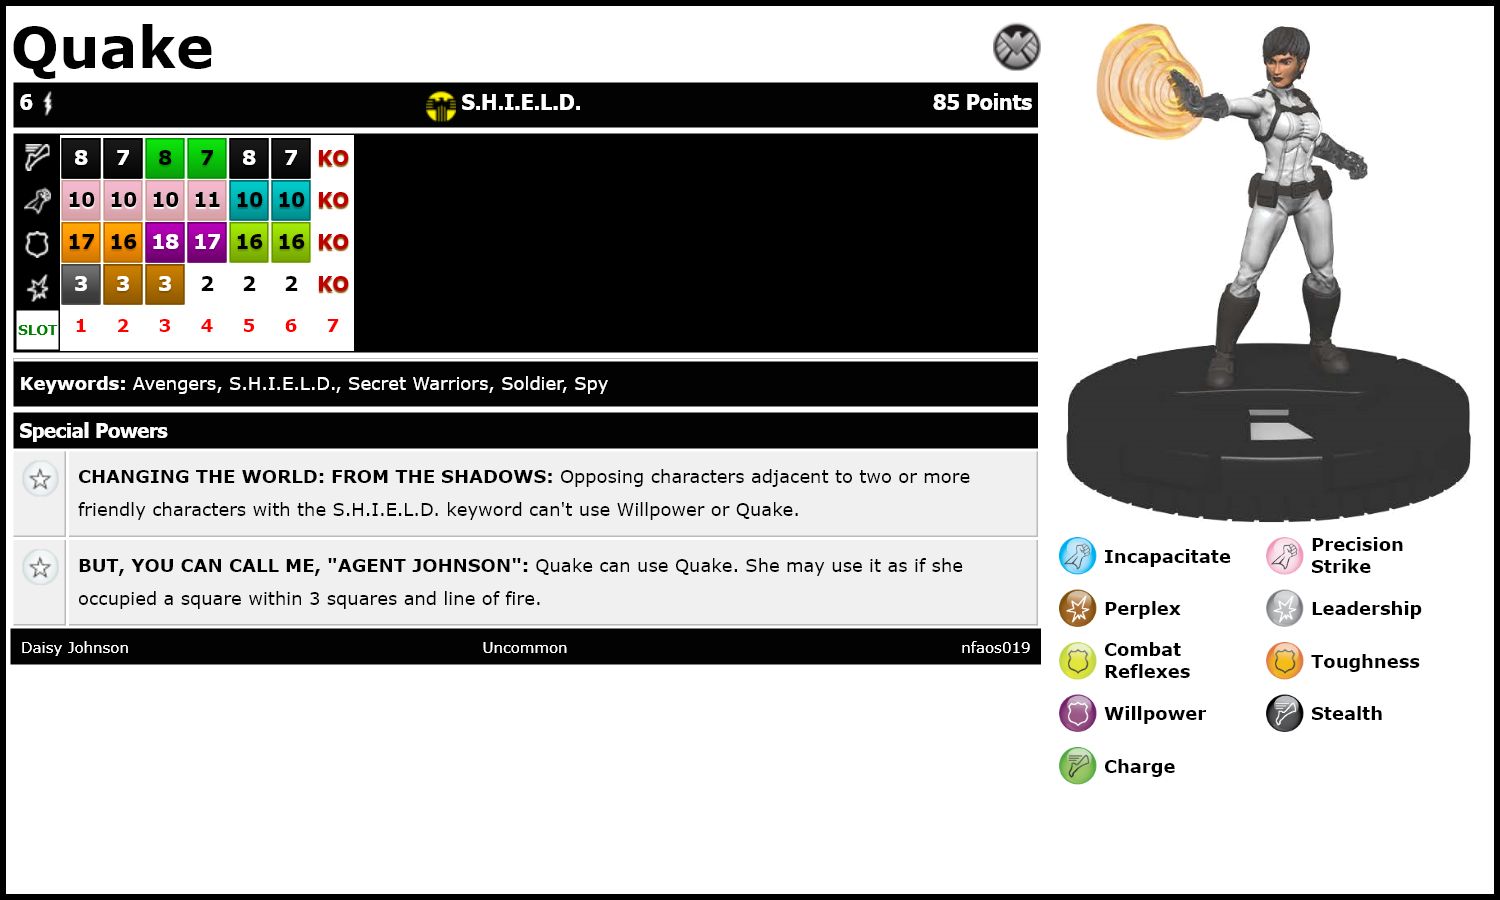 Quake
6 S.H.I.E.L.D. 85 Points
8 7 8 7 8 7 KO
10 10 10 11 10 10 KO
17 16 18 17 16 16 KO
3 3 3 2 2 2 KO
SLOT 1 2 3 4 5 6 7
Keywords: Avengers, S.H.I.E.L.D., Secret Warriors, Soldier, Spy
Special Powers
CHANGING THE WORLD: FROM THE SHADOWS: Opposing characters adjacent to two or more
friendly characters with the S.H.I.E.L.D. keyword can't use Willpower or Quake.
BUT, YOU CAN CALL ME, "AGENT JOHNSON": Quake can use Quake. She may use it as if she
occupied a square within 3 squares and line of fire.
Daisy Johnson Uncommon nfaos019
Incapacitate
Precision
Strike
Perplex
Leadership
Combat
Reflexes
Toughness
Willpower
Stealth
Charge